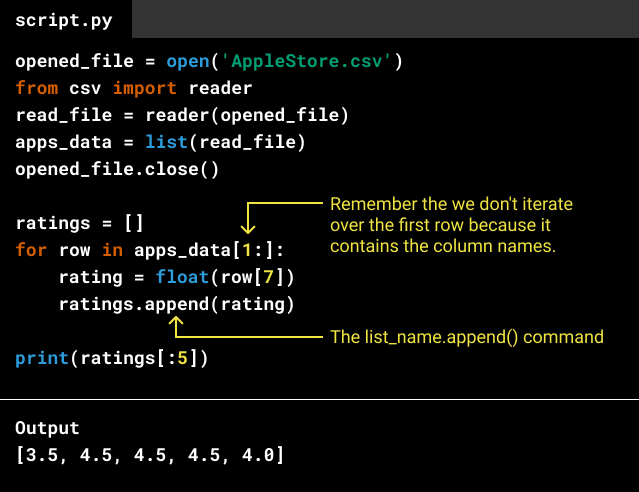 script.py
opened_file = open('AppleStore.csv')
from csv import reader
read_file = reader(opened_file)
apps_data = list(read_file)
opened_file.close()
ratings = []
Remember the we don't iterate
over the first row because it
contains the column names.
for row in apps_data[1:]:
    rating = float(row[7])
    ratings.append(rating)
The list_name.append() command
print(ratings[:5])
Output
[3.5, 4.5, 4.5, 4.5, 4.0]